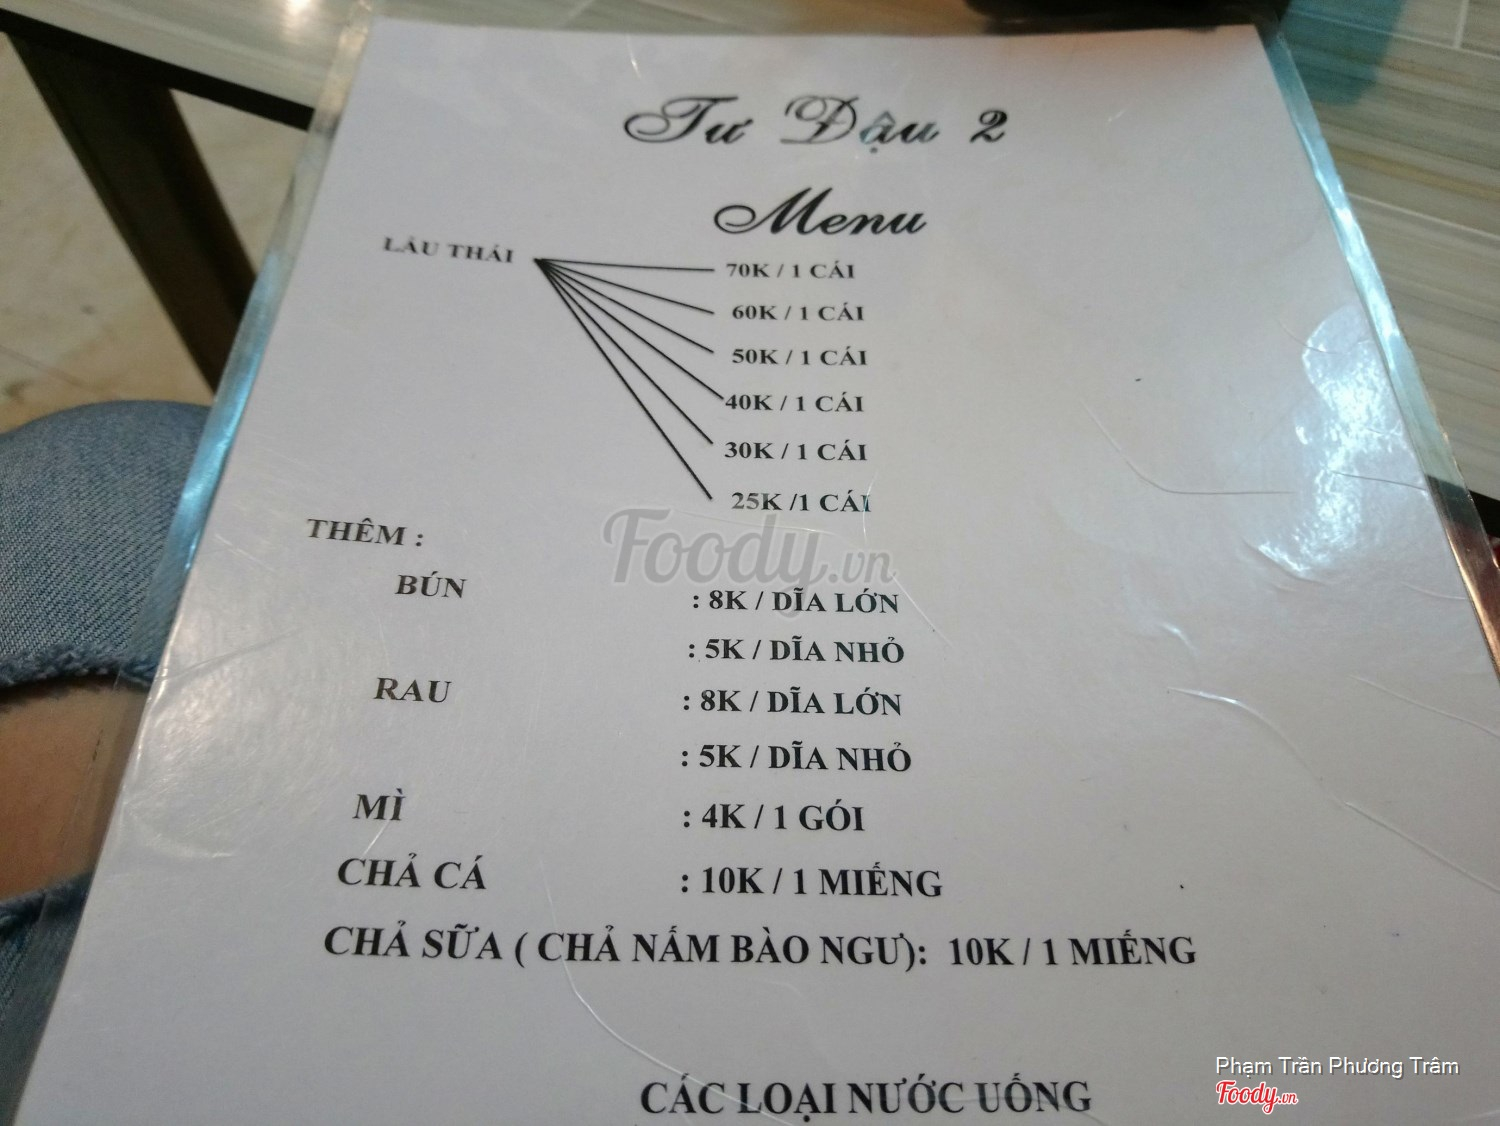 Tư Đậu 2
Menu
LẨU THÁI
70K / 1 CÁI
60K / 1 CÁI
50K / 1 CÁI
40K / 1 CÁI
30K / 1 CÁI
25K /1 CÁI
THÊM :
BÚN : 8K / DĨA LỚN
: 5K / DĨA NHỎ
RAU : 8K / DĨA LỚN
: 5K / DĨA NHỎ
MÌ : 4K / 1 GÓI
CHẢ CÁ : 10K / 1 MIẾNG
CHẢ SỮA ( CHẢ NẤM BÀO NGƯ): 10K / 1 MIẾNG
CÁC LOẠI NƯỚC UỐNG
Foody.vn
Phạm Trần Phương Trâm
Foody.vn